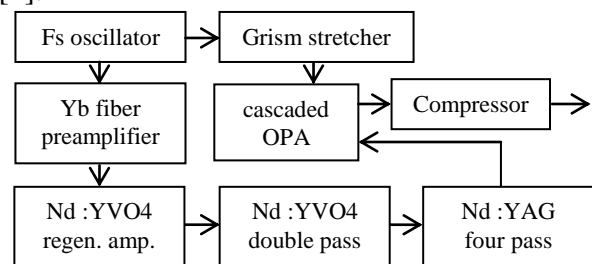 Fs oscillator
Grism stretcher
Yb fiber
preamplifier
cascaded
OPA
Compressor
Nd :YVO4
regen. amp.
Nd :YVO4
double pass
Nd :YAG
four pass